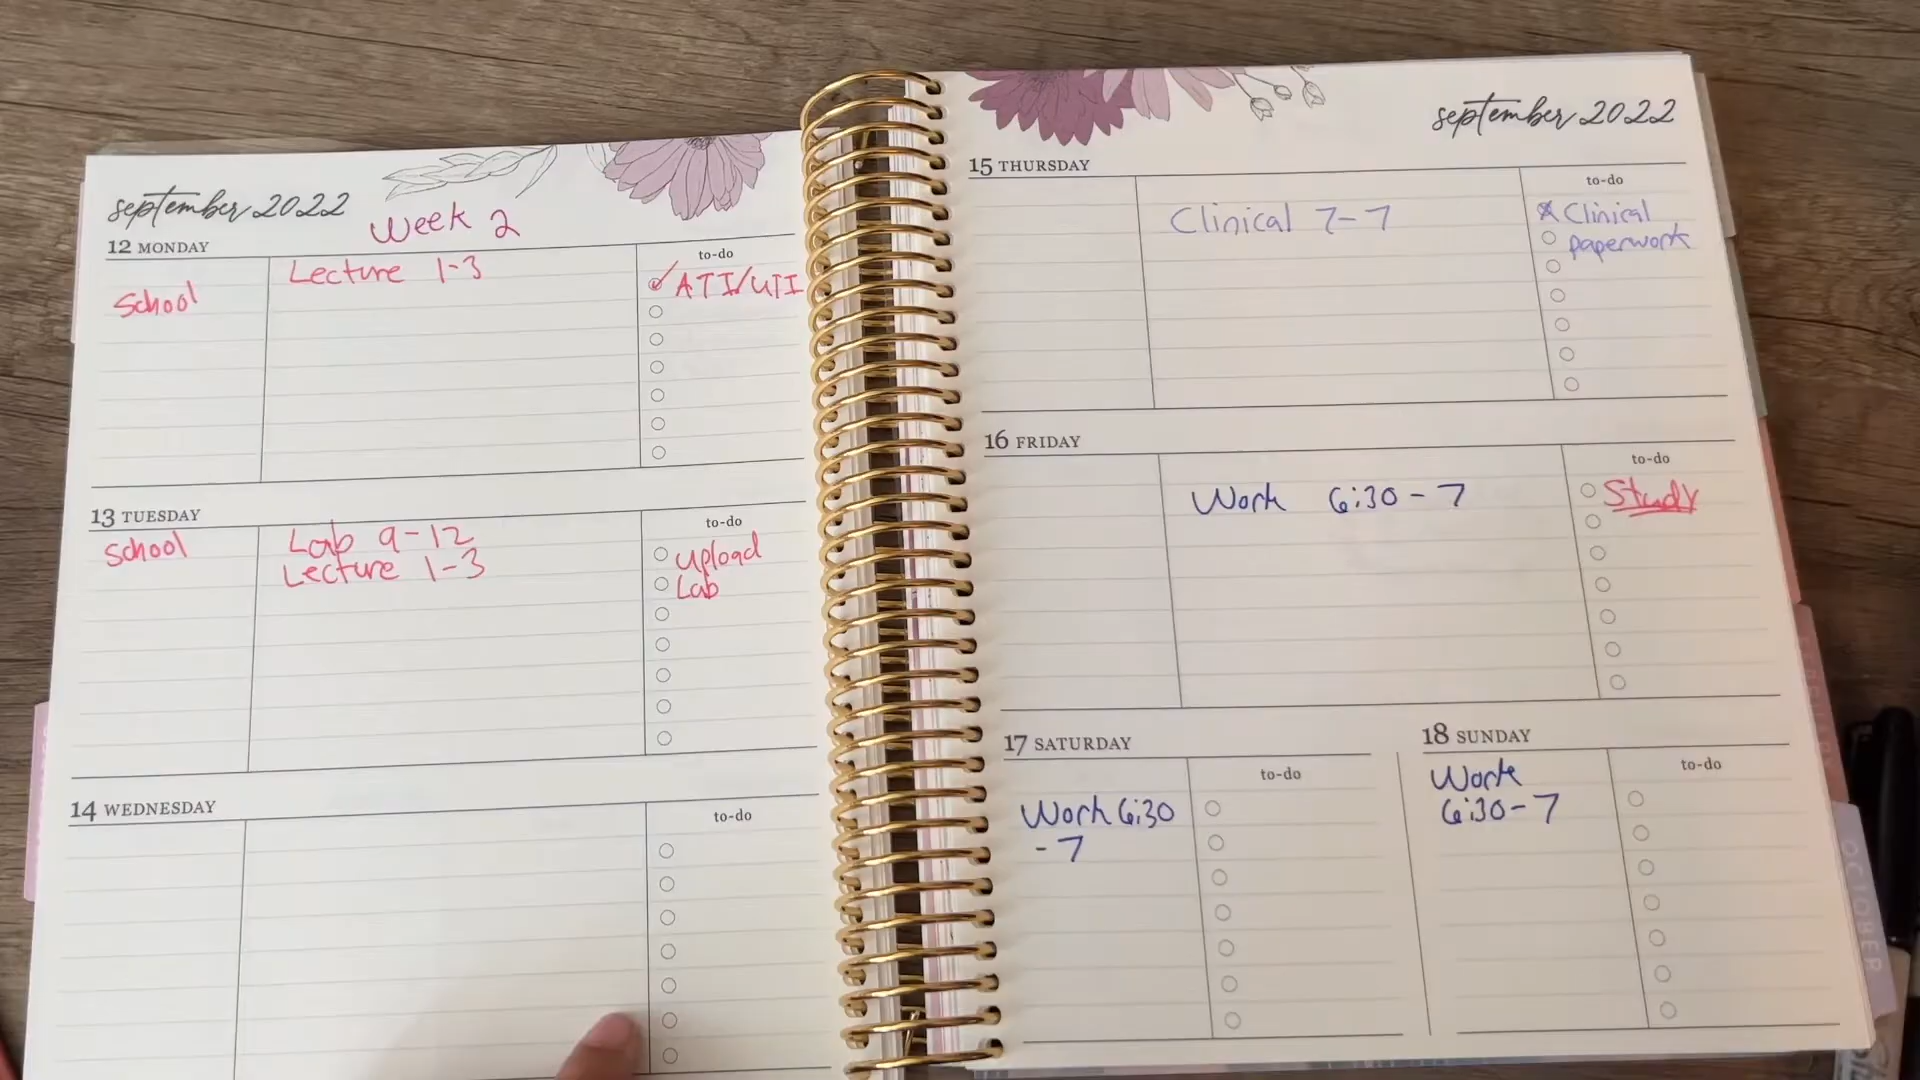 september 2022
Week 2
12 MONDAY
to-do
School
Lecture 1-3
ATI/UTI
13 TUESDAY
to-do
School
Lab 9-12
Lecture 1-3
upload
Lab
14 WEDNESDAY
to-do
september 2022
15 THURSDAY
to-do
Clinical 7-7
Clinical
paperwork
16 FRIDAY
to-do
Work 6:30-7
Study
17 SATURDAY
to-do
Work 6:30
-7
18 SUNDAY
to-do
Work
6:30-7
OCTOBER